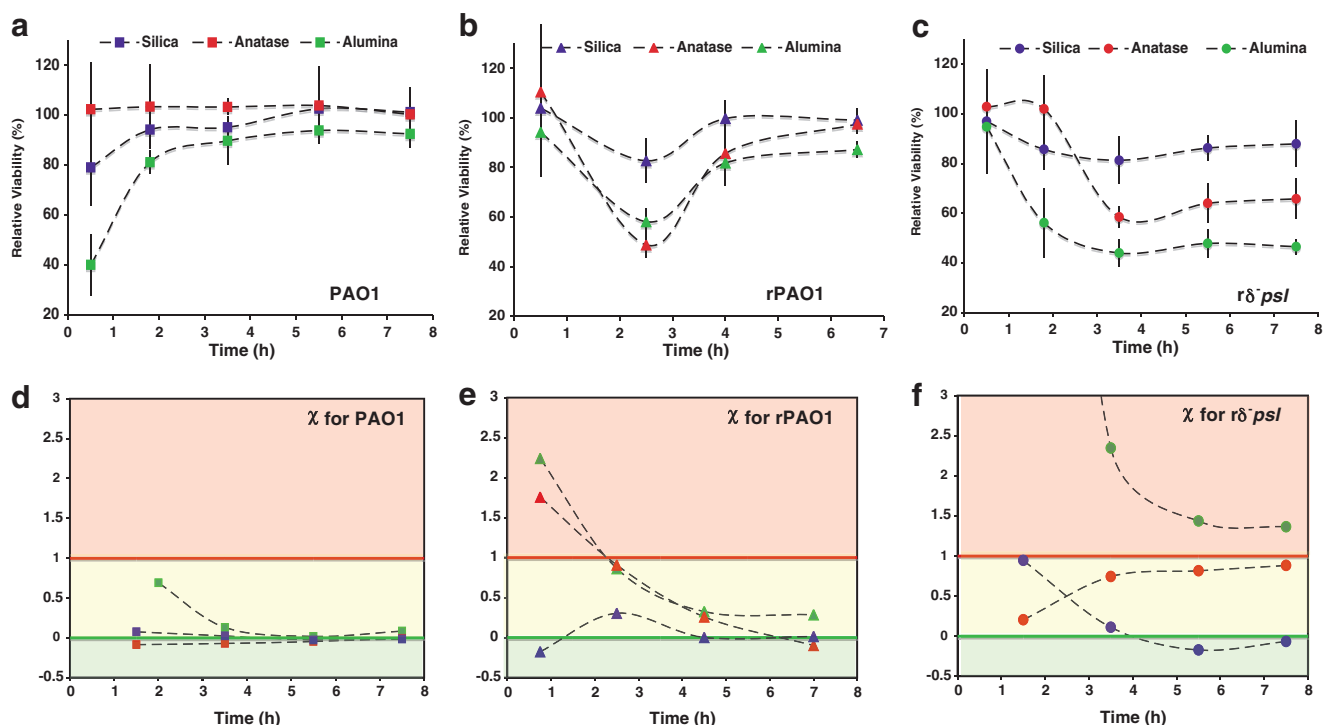 a
Silica Anatase Alumina
Relative Viability (%)
120
100
80
60
40
20
PAO1
0 1 2 3 4 5 6 7 8
Time (h)
b
Silica Anatase Alumina
Relative Viability (%)
120
100
80
60
40
20
rPAO1
0 1 2 3 4 5 6 7
Time (h)
c
Silica Anatase Alumina
Relative Viability (%)
120
100
80
60
40
20
rδ⁻psl
0 1 2 3 4 5 6 7 8
Time (h)
d
χ for PAO1
3
2.5
2
1.5
1
0.5
0
-0.5
0 1 2 3 4 5 6 7 8
Time (h)
e
χ for rPAO1
3
2.5
2
1.5
1
0.5
0
-0.5
0 1 2 3 4 5 6 7 8
Time (h)
f
χ for rδ⁻psl
3
2.5
2
1.5
1
0.5
0
-0.5
0 1 2 3 4 5 6 7 8
Time (h)